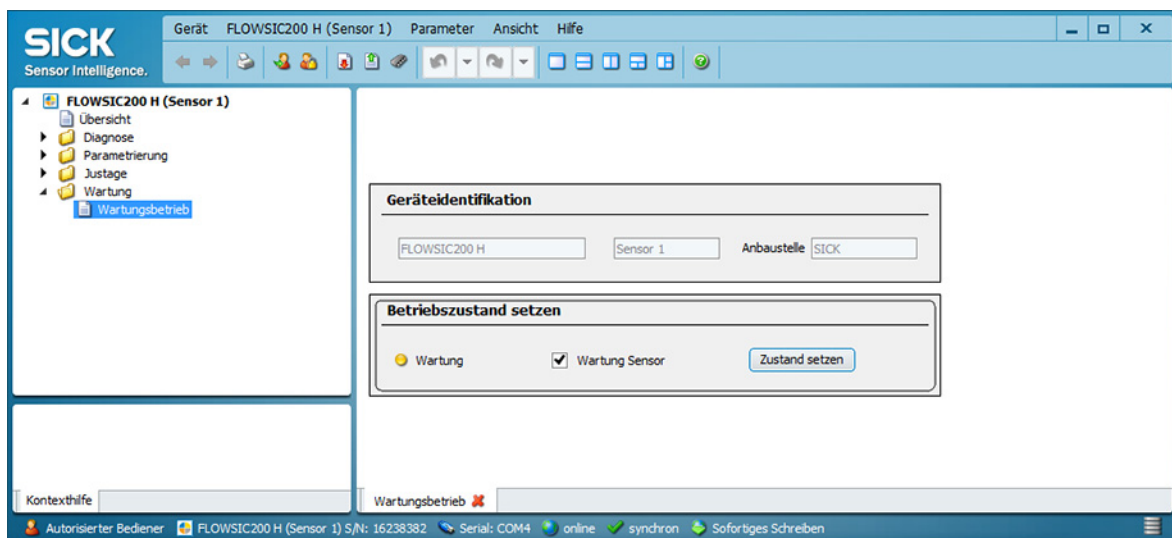 SICK
Sensor Intelligence.
Gerät FLOWSIC200 H (Sensor 1) Parameter Ansicht Hilfe
FLOWSIC200 H (Sensor 1)
Übersicht
Diagnose
Parametrierung
Justage
Wartung
Wartungsbetrieb
Geräteidentifikation
FLOWSIC200 H Sensor 1 Anbaustelle SICK
Betriebszustand setzen
Wartung Wartung Sensor Zustand setzen
Kontexthilfe
Wartungsbetrieb
Autorisierter Bediener FLOWSIC200 H (Sensor 1) S/N: 16238382 Serial: COM4 online synchron Sofortiges Schreiben